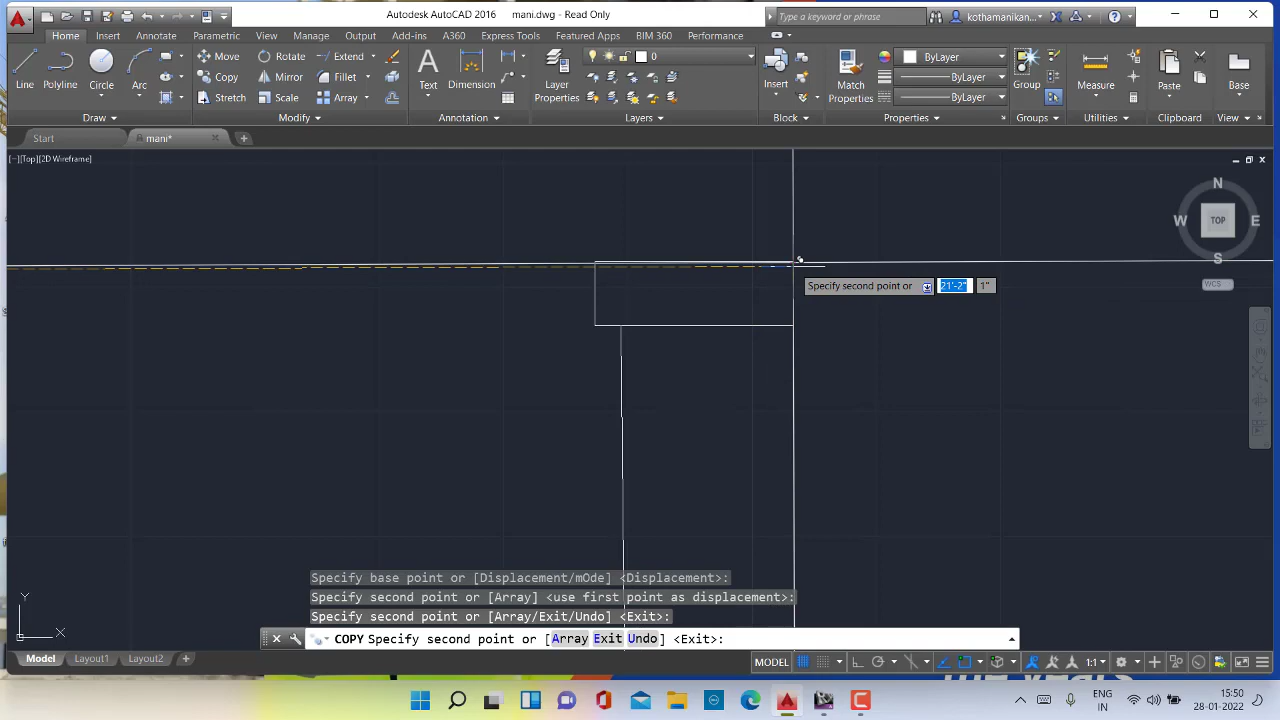 Autodesk AutoCAD 2016 mani.dwg - Read Only
Type a keyword or phrase
kothamanikan...
Home Insert Annotate Parametric View Manage Output Add-ins A360 Express Tools Featured Apps BIM 360 Performance
Line Polyline Circle Arc
Move Rotate Extend
Copy Mirror Fillet
Stretch Scale Array
Text Dimension
Layer Properties
0
Insert
Match Properties
ByLayer
ByLayer
ByLayer
Group
Measure
Paste
Base
Draw Modify Annotation Layers Block Properties Groups Utilities Clipboard View
Start mani*
[−][Top][2D Wireframe]
N
W TOP E
S
WCS
Specify second point or 21'-2" 1"
Y
X
Specify base point or [Displacement/mOde] <Displacement>:
Specify second point or [Array] <use first point as displacement>:
Specify second point or [Array/Exit/Undo] <Exit>:
COPY Specify second point or [Array Exit Undo] <Exit>:
Model Layout1 Layout2
MODEL 1:1
ENG
IN
15:50
28-01-2022